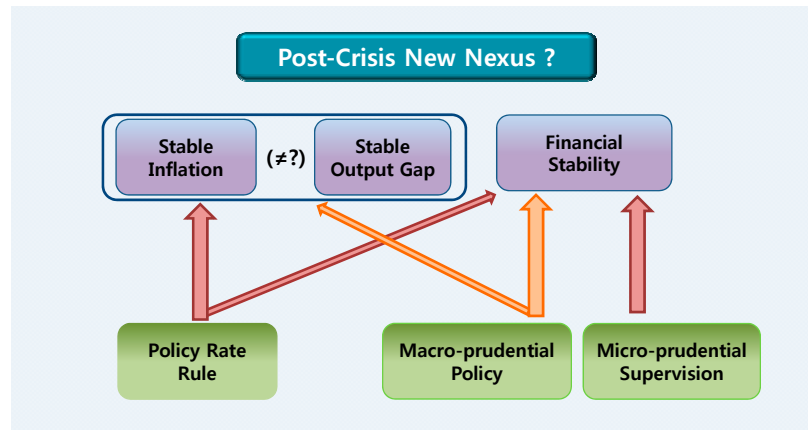 Post-Crisis New Nexus ?
Stable
Inflation
(≠?)
Stable
Output Gap
Financial
Stability
Policy Rate
Rule
Macro-prudential
Policy
Micro-prudential
Supervision